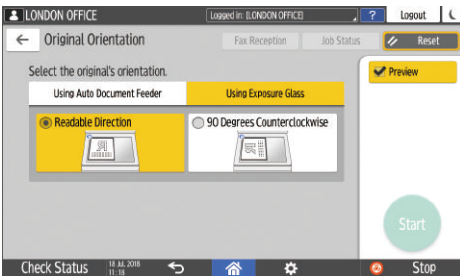 LONDON OFFICE
Logged in: [LONDON OFFICE]
?
Logout
Original Orientation
Fax Reception
Job Status
Reset
Select the original's orientation.
Preview
Using Auto Document Feeder
Using Exposure Glass
Readable Direction
90 Degrees Counterclockwise
Start
Check Status
18 Jul. 2018
11:18
Stop